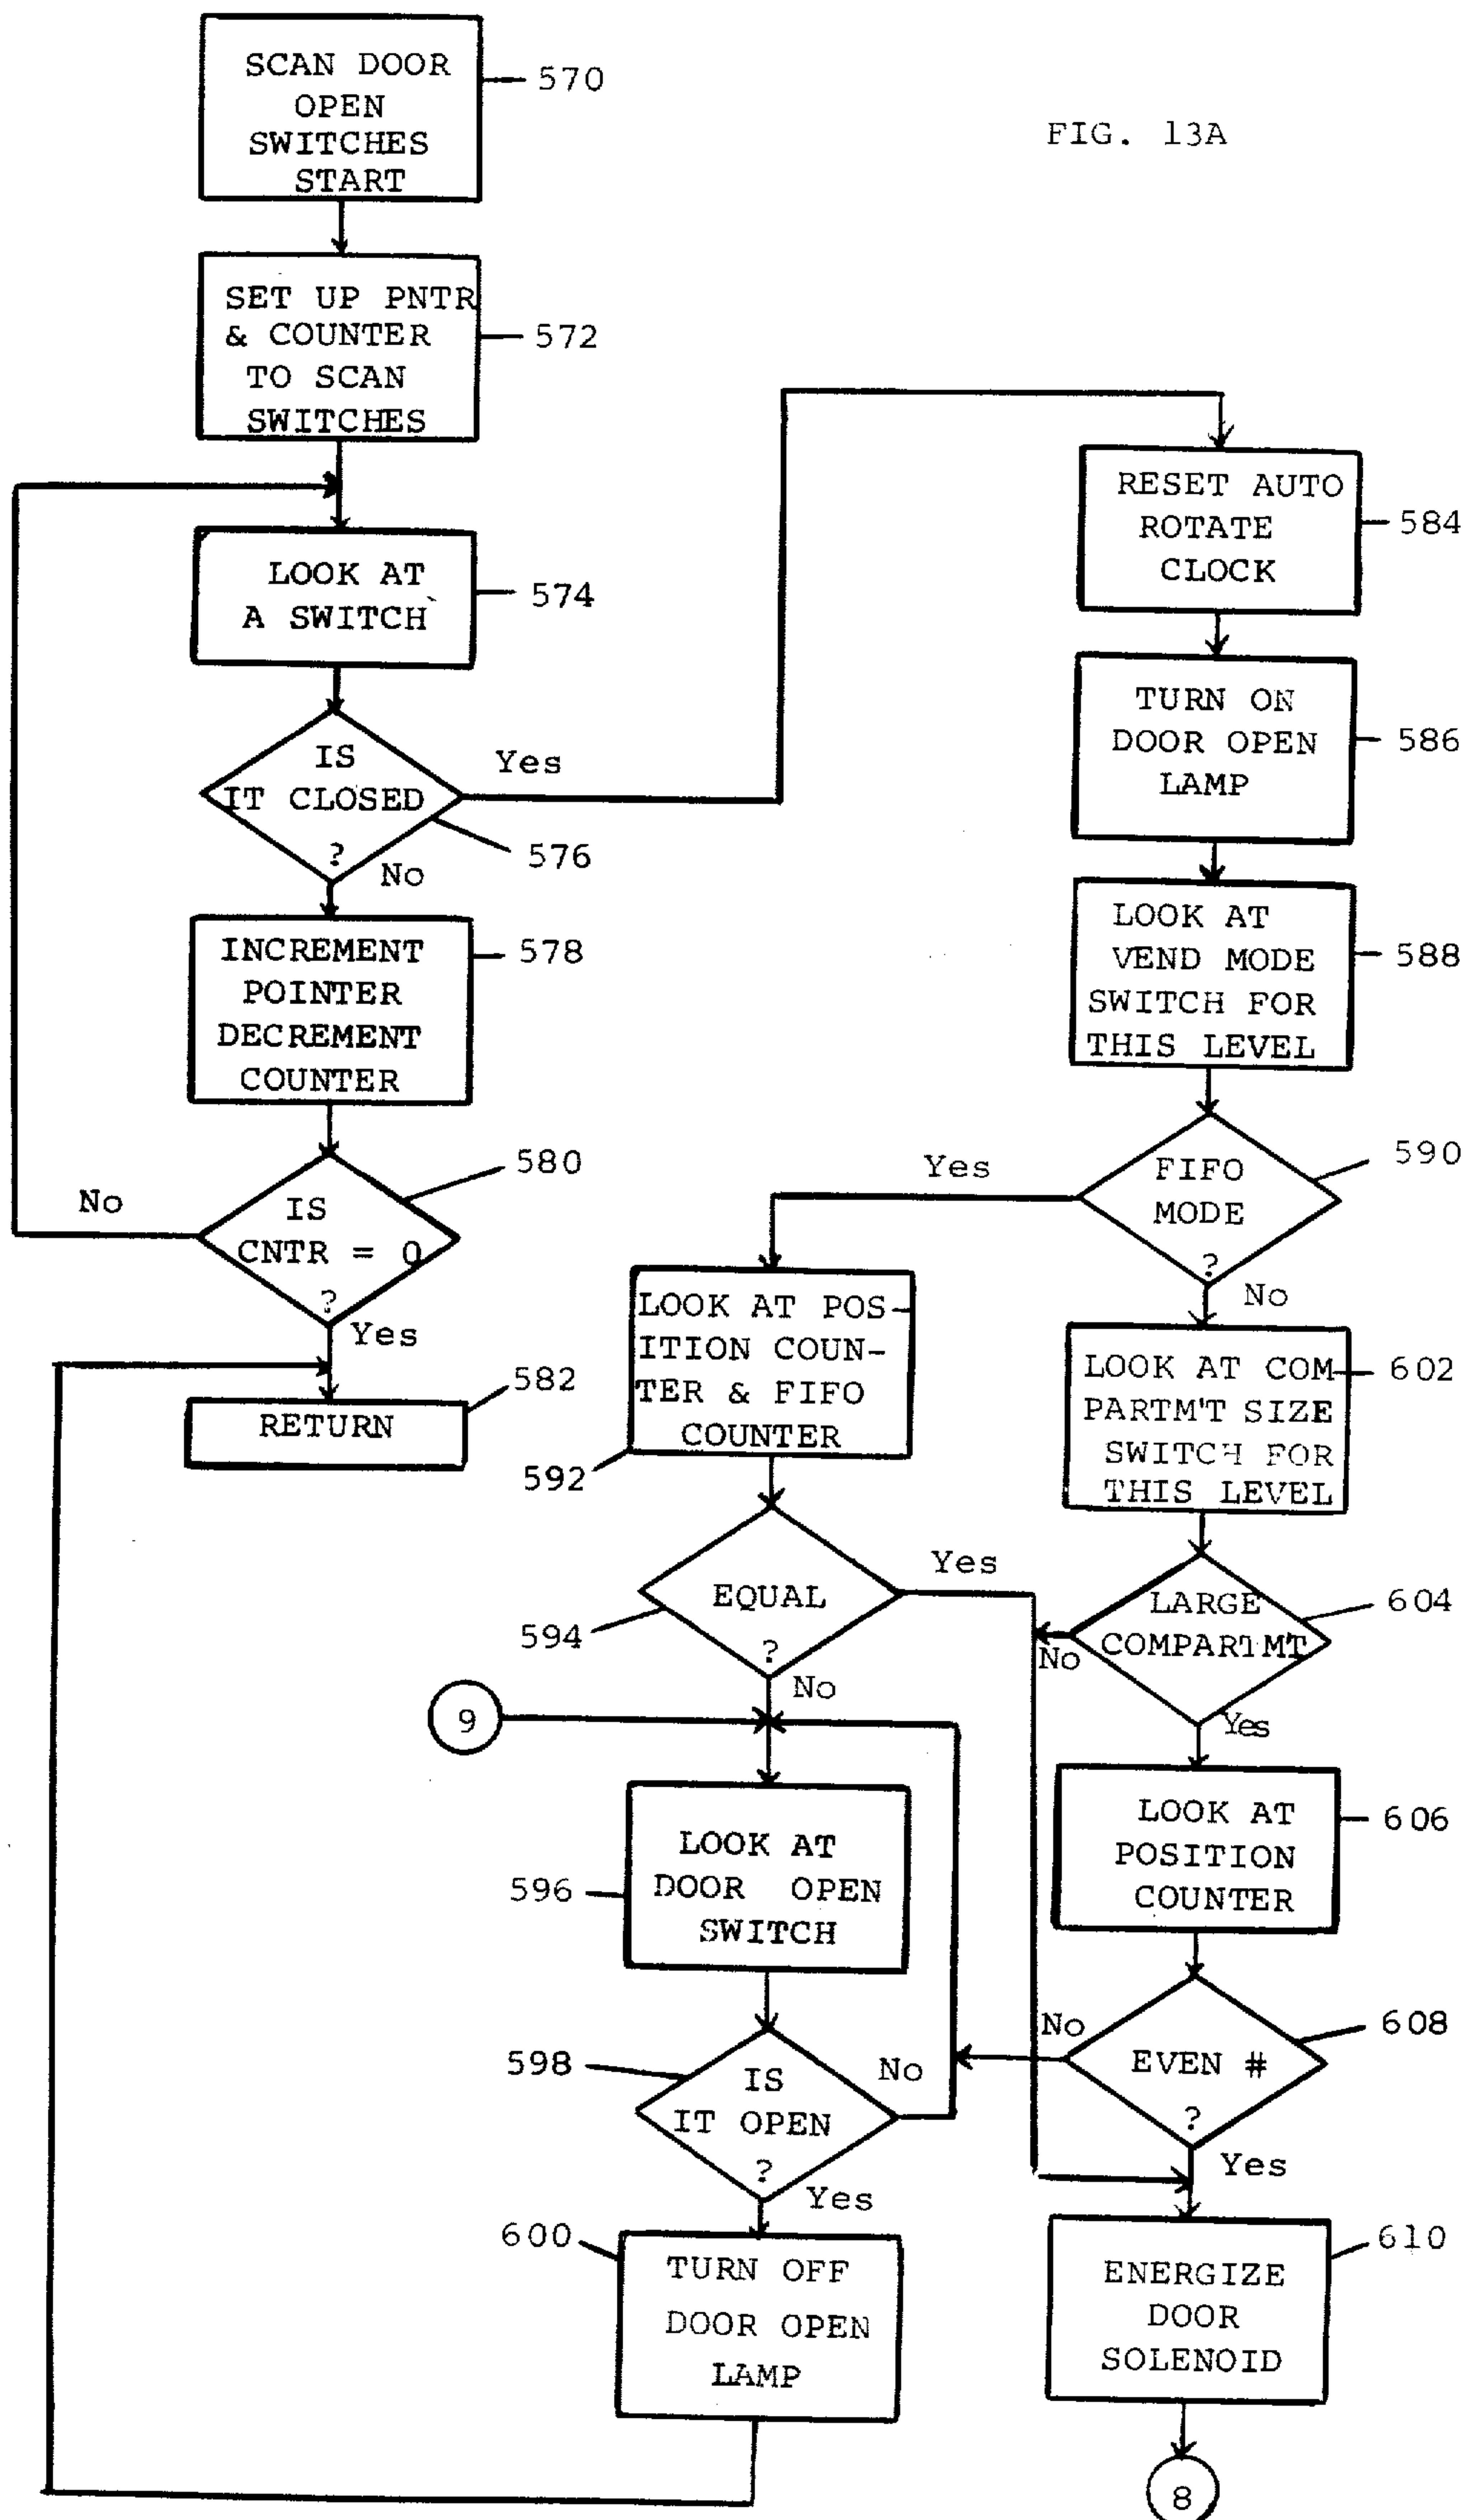 SCAN DOOR
OPEN
SWITCHES
START
570
FIG. 13A
SET UP PNTR
& COUNTER
TO SCAN
SWITCHES
572
LOOK AT
A SWITCH
574
IS
IT CLOSED
?
Yes
576
No
INCREMENT
POINTER
DECREMENT
COUNTER
578
IS
CNTR = 0
?
580
No
Yes
RETURN
582
RESET AUTO
ROTATE
CLOCK
584
TURN ON
DOOR OPEN
LAMP
586
LOOK AT
VEND MODE
SWITCH FOR
THIS LEVEL
588
FIFO
MODE
?
590
Yes
No
LOOK AT POS-
ITION COUN-
TER & FIFO
COUNTER
592
EQUAL
?
594
Yes
No
9
LOOK AT
DOOR OPEN
SWITCH
596
IS
IT OPEN
?
598
No
Yes
TURN OFF
DOOR OPEN
LAMP
600
LOOK AT COM-
PARTM'T SIZE
SWITCH FOR
THIS LEVEL
602
LARGE
COMPARTMT
604
No
Yes
LOOK AT
POSITION
COUNTER
606
EVEN #
?
608
No
Yes
ENERGIZE
DOOR
SOLENOID
610
8